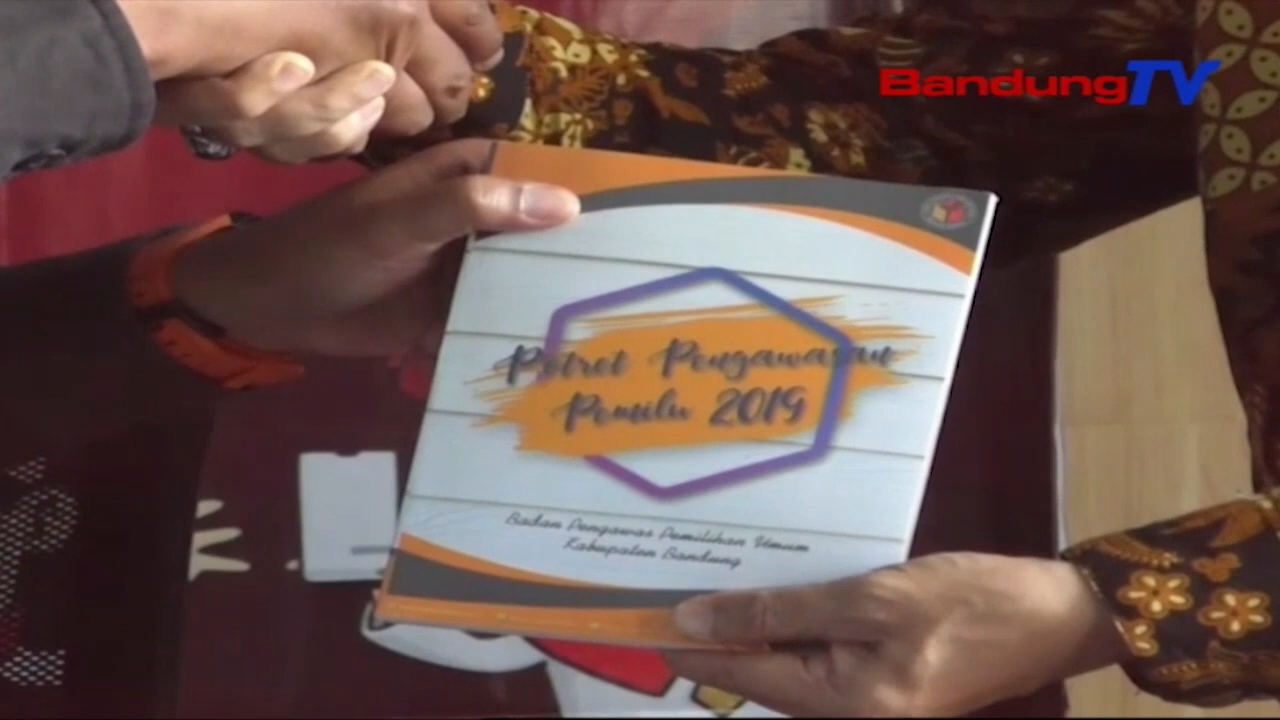 BandungTV
Potret Pengawasan
Pemilu 2019
Badan Pengawas Pemilihan Umum
Kabupaten Bandung